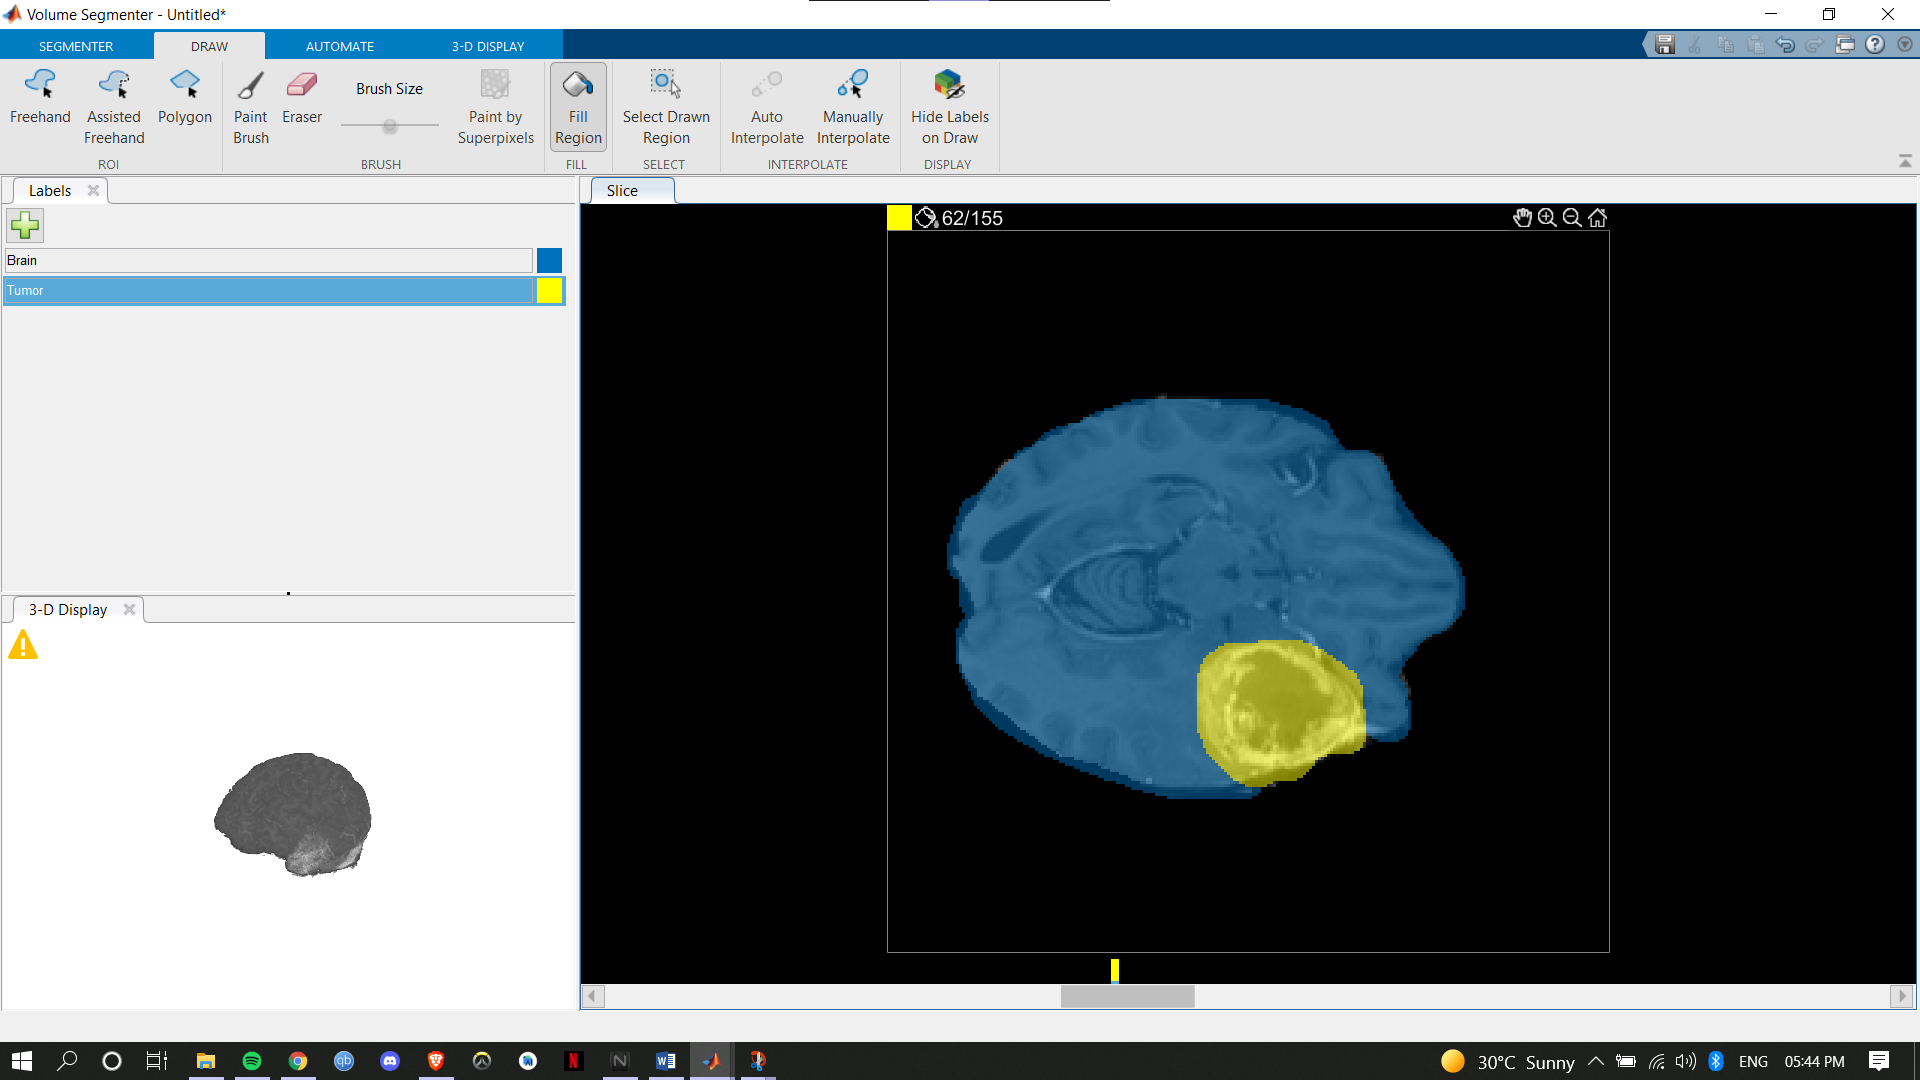 Volume Segmenter - Untitled*
SEGMENTER DRAW AUTOMATE 3-D DISPLAY
Freehand
Assisted Freehand
Polygon
ROI
Paint Brush
Eraser
Brush Size
Paint by Superpixels
BRUSH
Fill Region
FILL
Select Drawn Region
SELECT
Auto Interpolate
Manually Interpolate
INTERPOLATE
Hide Labels on Draw
DISPLAY
Labels
Brain
Tumor
3-D Display
Slice
62/155
30°C Sunny
ENG
05:44 PM